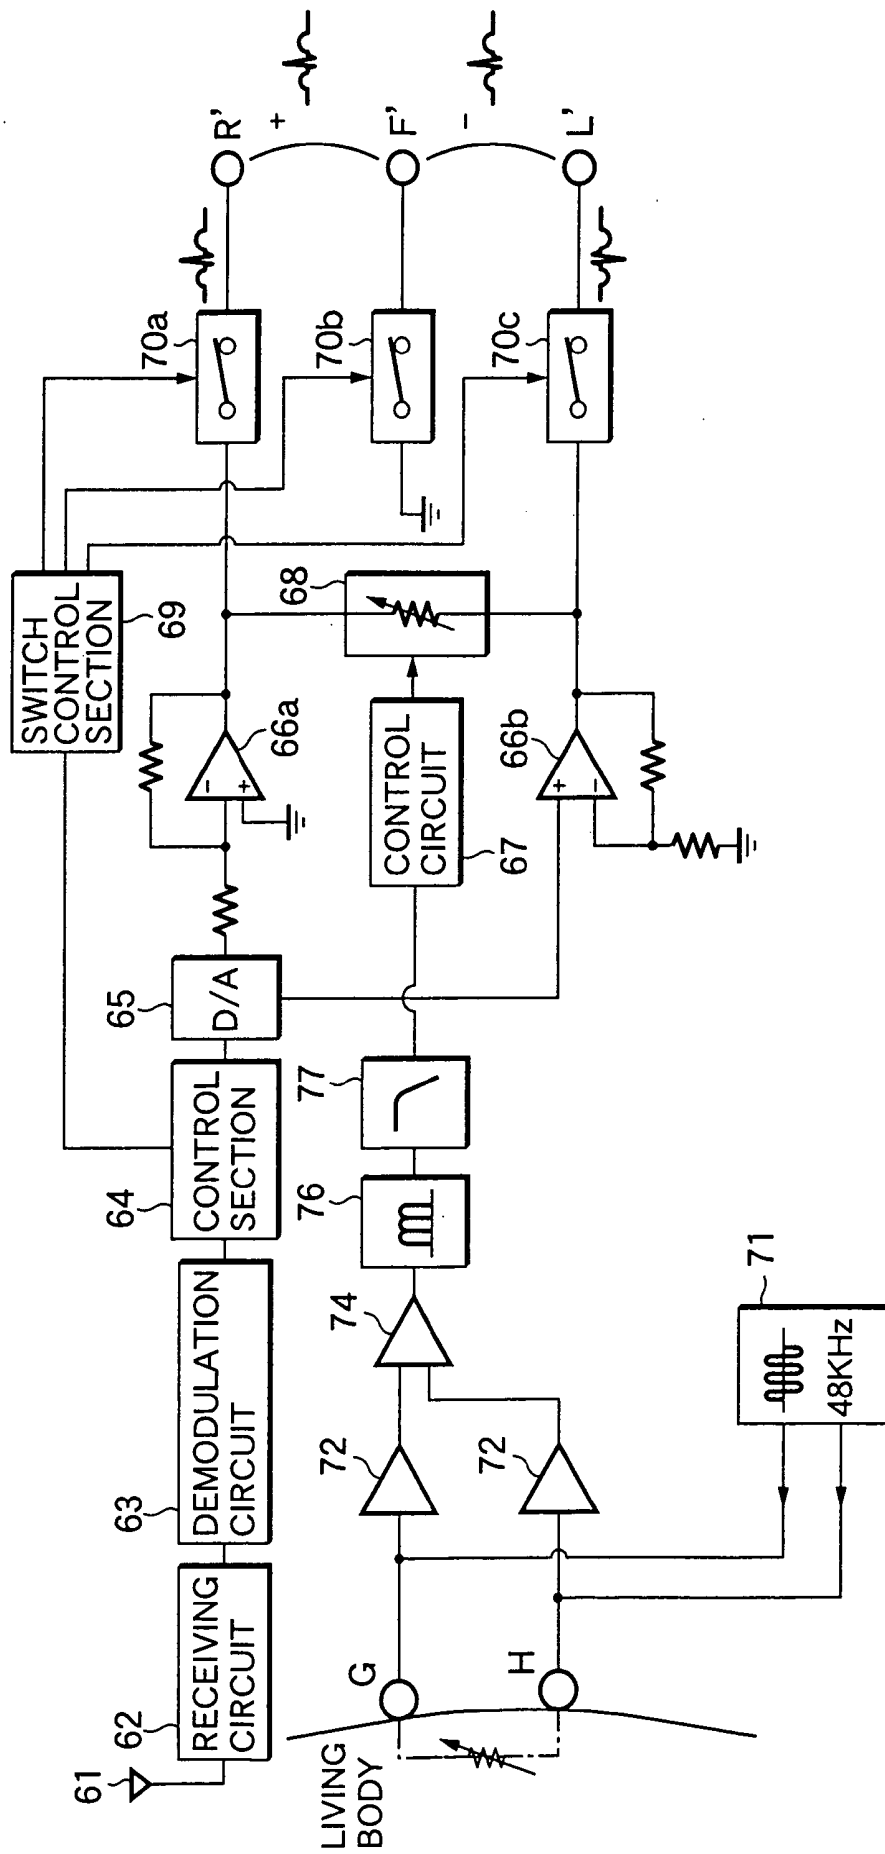 61
62
RECEIVING
CIRCUIT
63
DEMODULATION
CIRCUIT
64
CONTROL
SECTION
65
D/A
SWITCH
CONTROL
SECTION
69
−
+
66a
70a
R'
+
70b
F'
−
70c
L'
68
CONTROL
CIRCUIT
67
66b
+
−
77
76
74
72
72
G
H
LIVING
BODY
71
48KHz